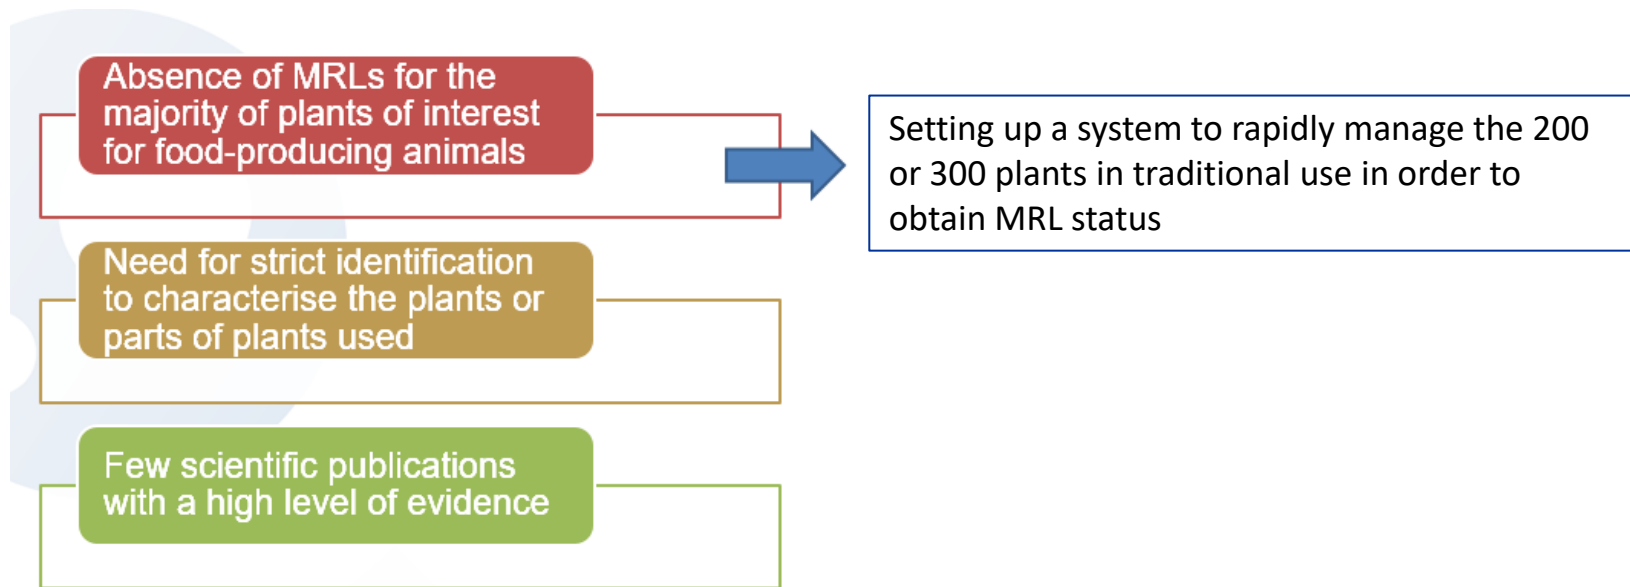 Absence of MRLs for the
majority of plants of interest
for food-producing animals
Setting up a system to rapidly manage the 200
or 300 plants in traditional use in order to
obtain MRL status
Need for strict identification
to characterise the plants or
parts of plants used
Few scientific publications
with a high level of evidence